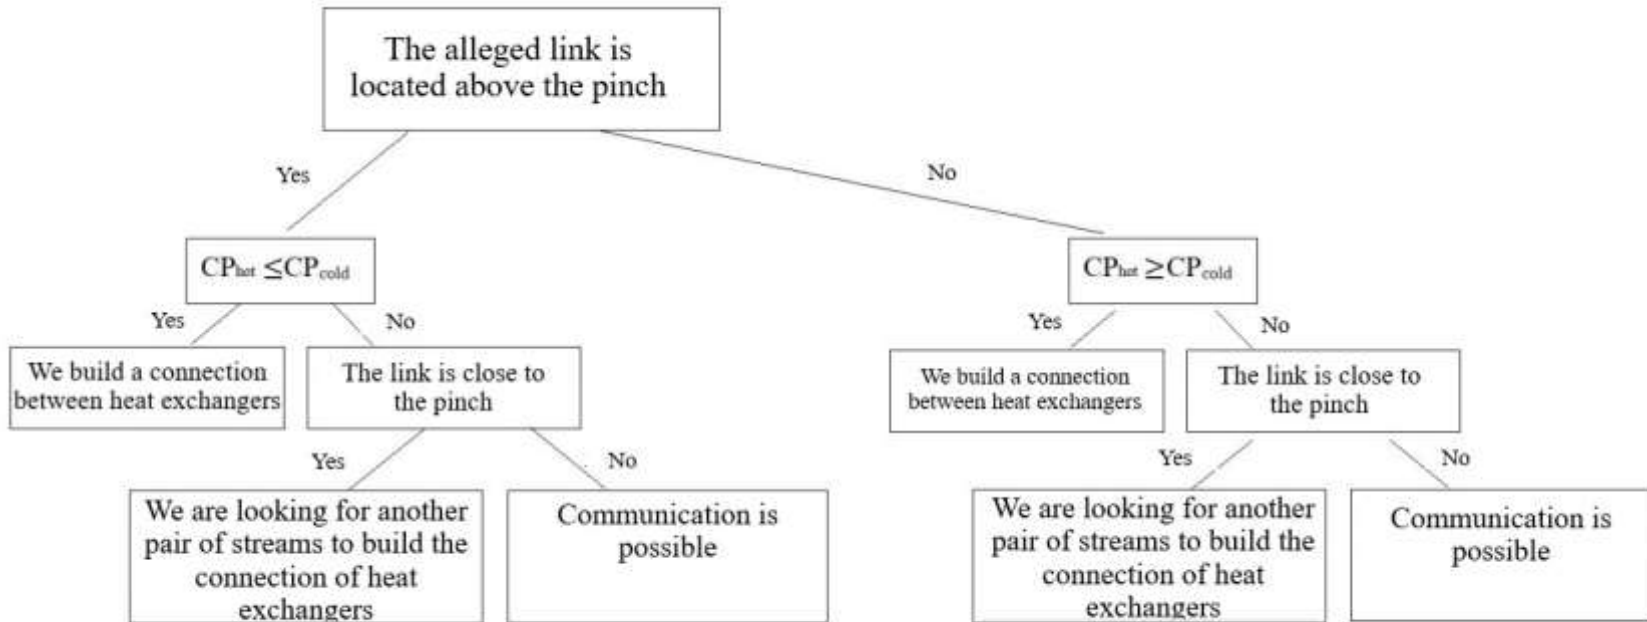 The alleged link is
located above the pinch
Yes
No
CPhot ≤CPcold
CPhot ≥CPcold
Yes
No
Yes
No
We build a connection
between heat exchangers
The link is close to
the pinch
We build a connection
between heat exchangers
The link is close to
the pinch
Yes
No
Yes
No
We are looking for another
pair of streams to build the
connection of heat
exchangers
Communication is
possible
We are looking for another
pair of streams to build the
connection of heat
exchangers
Communication is
possible